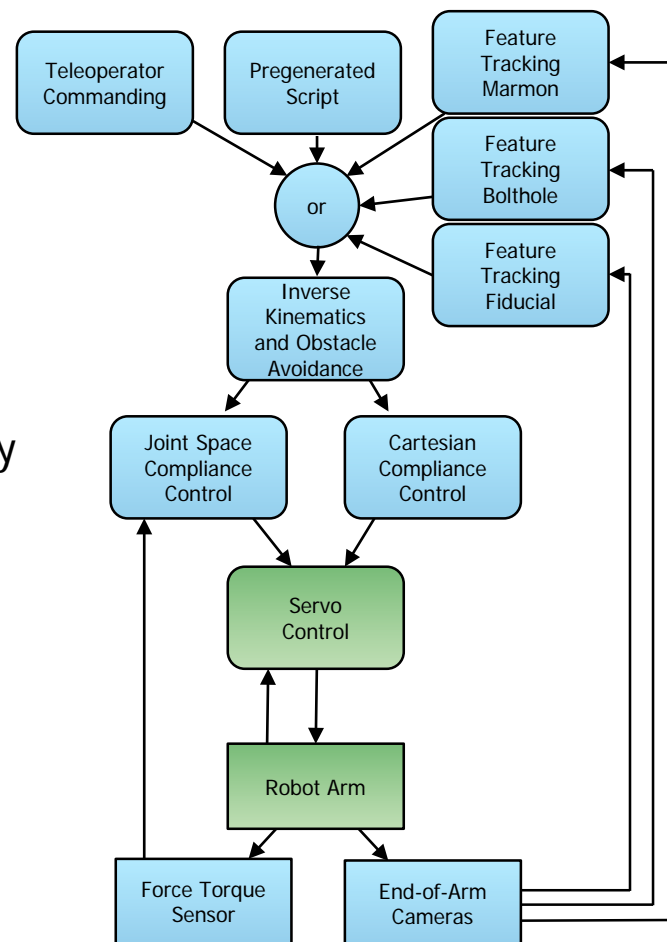 Teleoperator
Commanding
Pregenerated
Script
Feature
Tracking
Marmon
or
Feature
Tracking
Bolthole
Feature
Tracking
Fiducial
Inverse
Kinematics
and Obstacle
Avoidance
y
Joint Space
Compliance
Control
Cartesian
Compliance
Control
Servo
Control
Robot Arm
Force Torque
Sensor
End-of-Arm
Cameras